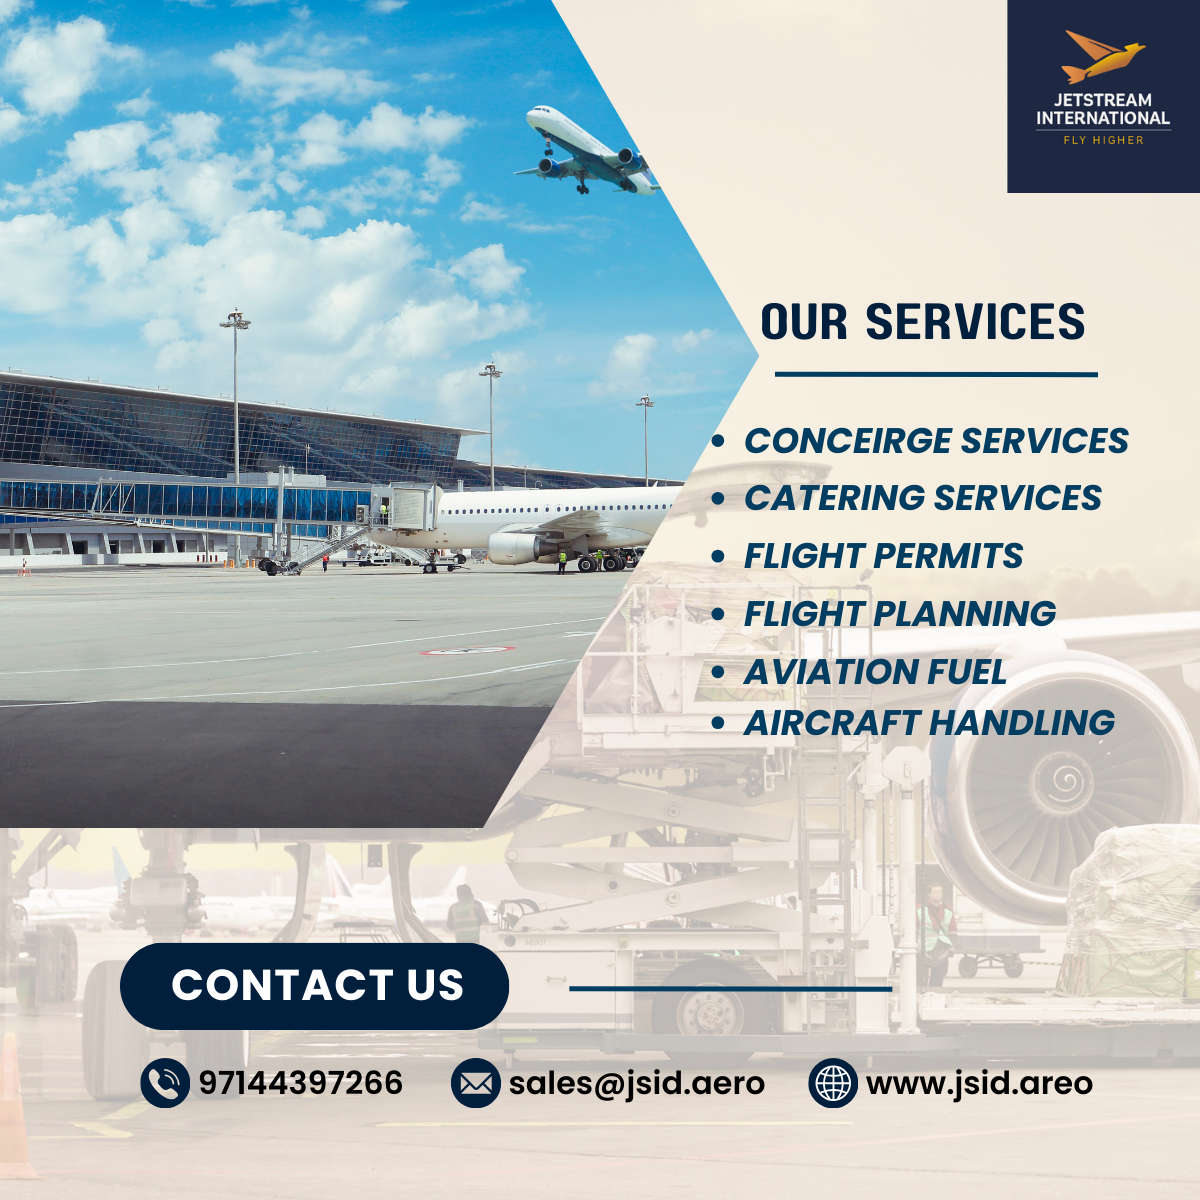 JETSTREAM
INTERNATIONAL
FLY HIGHER
OUR SERVICES
CONCEIRGE SERVICES
CATERING SERVICES
FLIGHT PERMITS
FLIGHT PLANNING
AVIATION FUEL
AIRCRAFT HANDLING
CONTACT US
97144397266
sales@jsid.aero
www.jsid.areo